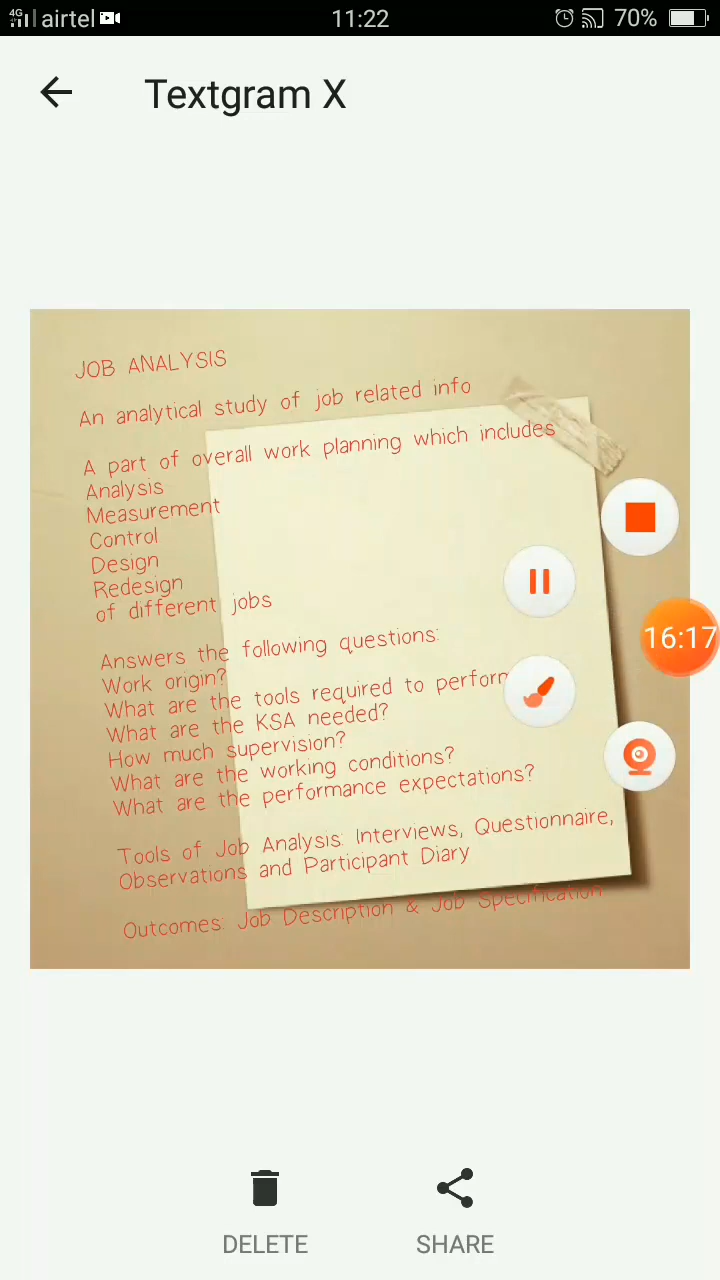 4G airtel 11:22 70%
Textgram X
JOB ANALYSIS
An analytical study of job related info
A part of overall work planning which includes
Analysis
Measurement
Control
Design
Redesign
of different jobs
16:17
Answers the following questions:
Work origin?
What are the tools required to perform
What are the KSA needed?
How much supervision?
What are the working conditions?
What are the performance expectations?
Tools of Job Analysis: Interviews, Questionnaire,
Observations and Participant Diary
Outcomes: Job Description & Job Specification
DELETE SHARE